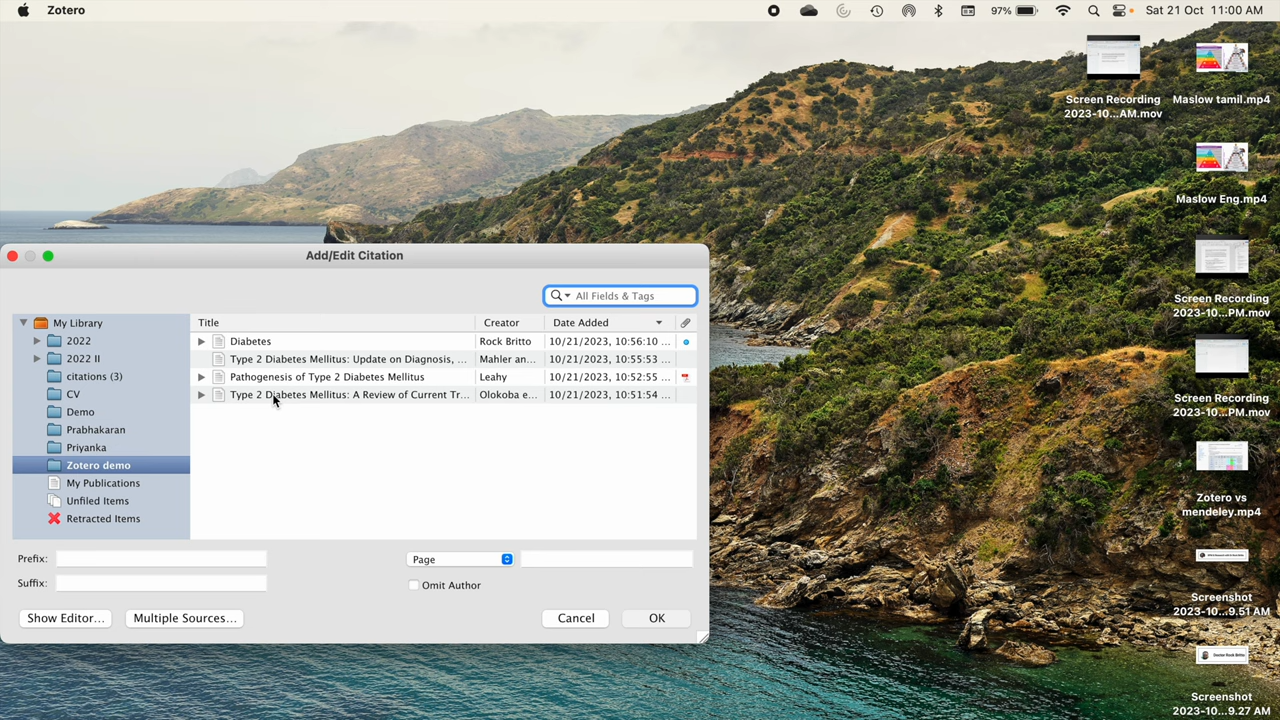 Zotero
97%
Sat 21 Oct 11:00 AM
Screen Recording
2023-10...AM.mov
Maslow tamil.mp4
Maslow Eng.mp4
Screen Recording
2023-10...PM.mov
Screen Recording
2023-10...PM.mov
Zotero vs
mendeley.mp4
Screenshot
2023-10...9.51 AM
Screenshot
2023-10...9.27 AM
Add/Edit Citation
All Fields & Tags
My Library
2022
2022 II
citations (3)
CV
Demo
Prabhakaran
Priyanka
Zotero demo
My Publications
Unfiled Items
Retracted Items
Title Creator Date Added
Diabetes Rock Britto 10/21/2023, 10:56:10 ...
Type 2 Diabetes Mellitus: Update on Diagnosis, ... Mahler an... 10/21/2023, 10:55:53 ...
Pathogenesis of Type 2 Diabetes Mellitus Leahy 10/21/2023, 10:52:55 ...
Type 2 Diabetes Mellitus: A Review of Current Tr... Olokoba e... 10/21/2023, 10:51:54 ...
Prefix:
Page
Suffix:
Omit Author
Show Editor...
Multiple Sources...
Cancel
OK